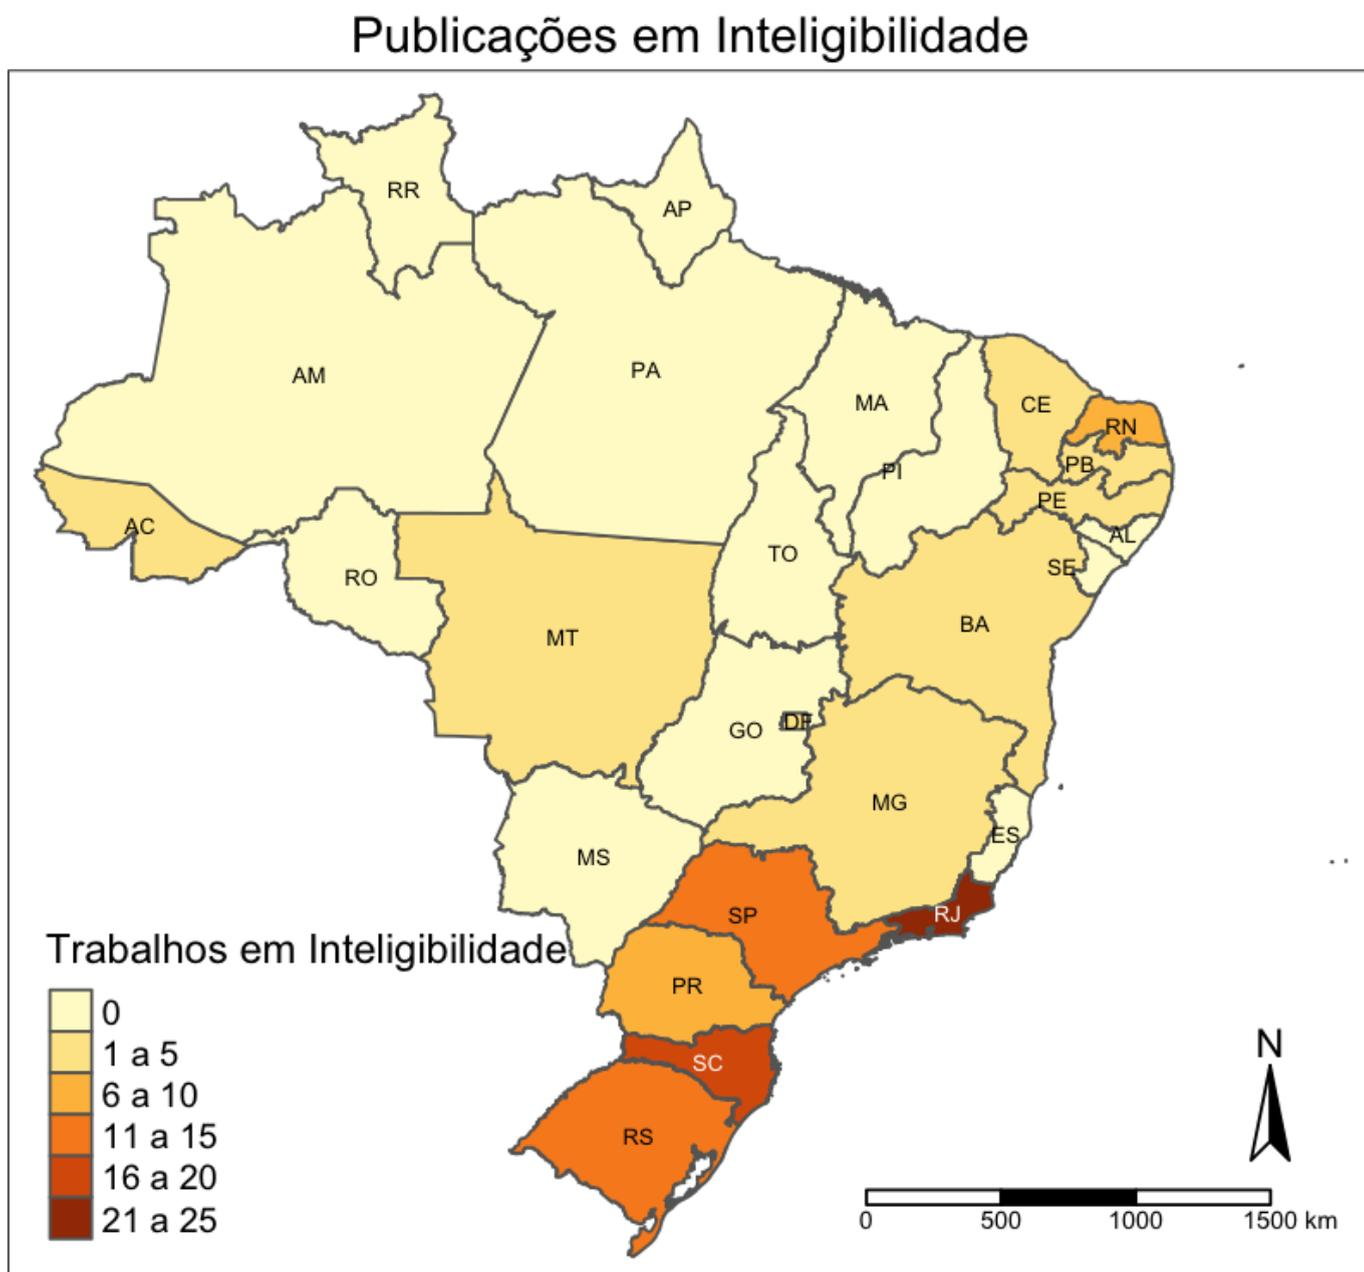 Publicações em Inteligibilidade
RR
AP
AM
PA
MA
CE
RN
PB
PI
PE
AC
AL
TO
SE
RO
BA
MT
DF
GO
MG
ES
MS
SP
RJ
PR
SC
RS
Trabalhos em Inteligibilidade
0
1 a 5
6 a 10
11 a 15
16 a 20
21 a 25
N
0 500 1000 1500 km